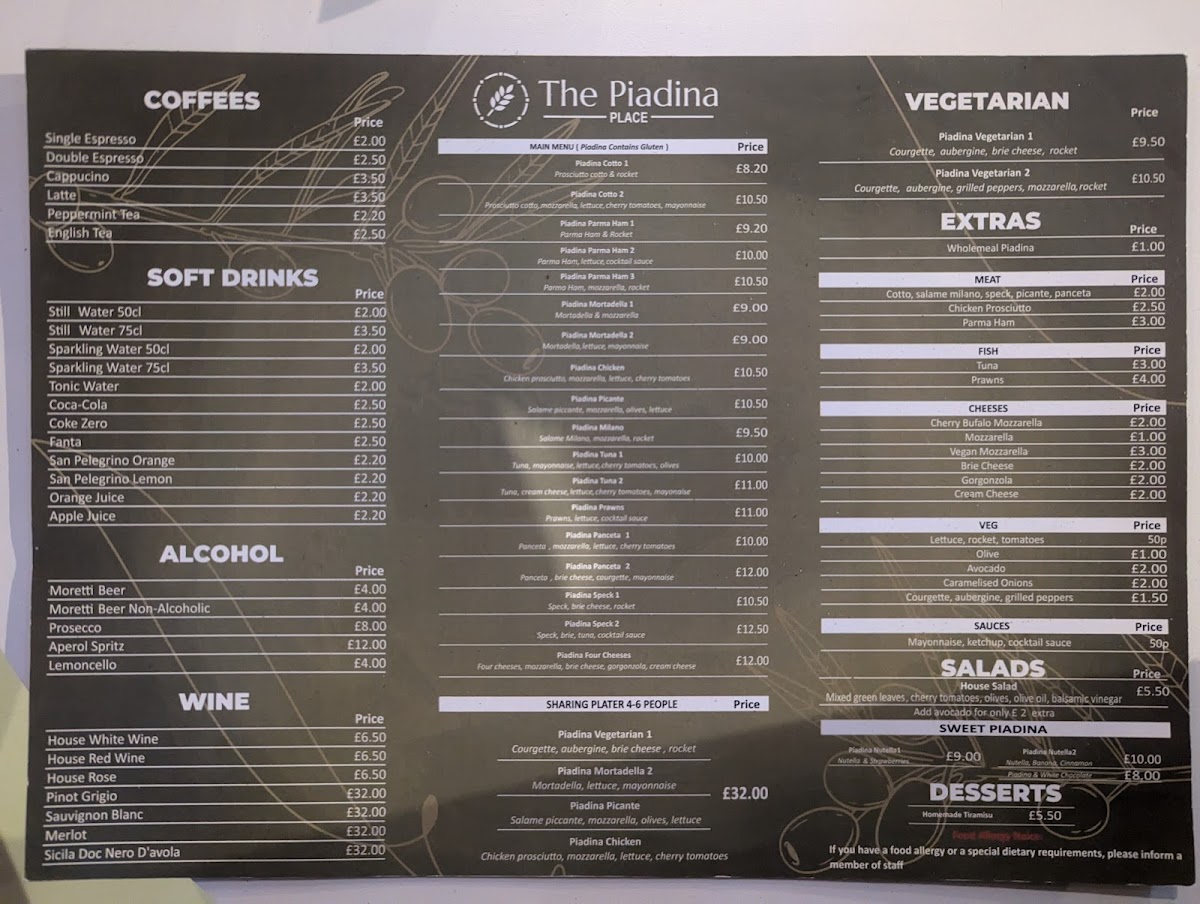 COFFEES
Price
Single Espresso £2.00
Double Espresso £2.50
Cappucino £3.50
Latte £3.50
Peppermint Tea £2.20
English Tea £2.50
SOFT DRINKS
Price
Still Water 50cl £2.00
Still Water 75cl £3.50
Sparkling Water 50cl £2.00
Sparkling Water 75cl £3.50
Tonic Water £2.00
Coca-Cola £2.50
Coke Zero £2.50
Fanta £2.50
San Pelegrino Orange £2.20
San Pelegrino Lemon £2.20
Orange Juice £2.20
Apple Juice £2.20
ALCOHOL
Price
Moretti Beer £4.00
Moretti Beer Non-Alcoholic £4.00
Prosecco £8.00
Aperol Spritz £12.00
Lemoncello £4.00
WINE
Price
House White Wine £6.50
House Red Wine £6.50
House Rose £6.50
Pinot Grigio £32.00
Sauvignon Blanc £32.00
Merlot £32.00
Sicila Doc Nero D'avola £32.00
The Piadina
PLACE
MAIN MENU ( Piadina Contains Gluten ) Price
Piadina Cotto 1
Prosciutto cotto & rocket £8.20
Piadina Cotto 2
Prosciutto cotto, mozzarella, lettuce, cherry tomatoes, mayonnaise £10.50
Piadina Parma Ham 1
Parma Ham & Rocket £9.20
Piadina Parma Ham 2
Parma Ham, lettuce, cocktail sauce £10.00
Piadina Parma Ham 3
Parma Ham, mozzarella, rocket £10.50
Piadina Mortadella 1
Mortadella & mozzarella £9.00
Piadina Mortadella 2
Mortadella, lettuce, mayonnaise £9.00
Piadina Chicken
Chicken prosciutto, mozzarella, lettuce, cherry tomatoes £10.50
Piadina Picante
Salame piccante, mozzarella, olives, lettuce £10.50
Piadina Milano
Salame Milano, mozzarella, rocket £9.50
Piadina Tuna 1
Tuna, mayonnaise, lettuce, cherry tomatoes, olives £10.00
Piadina Tuna 2
Tuna, cream cheese, lettuce, cherry tomatoes, mayonaise £11.00
Piadina Prawns
Prawns, lettuce, cocktail sauce £11.00
Piadina Panceta 1
Panceta , mozzarella, lettuce, cherry tomatoes £10.00
Piadina Panceta 2
Panceta , brie cheese, courgette, mayonnaise £12.00
Piadina Speck 1
Speck, brie cheese, rocket £10.50
Piadina Speck 2
Speck, brie, tuna, cocktail sauce £12.50
Piadina Four Cheeses
Four cheeses, mozzarella, brie cheese, gorgonzola, cream cheese £12.00
SHARING PLATER 4-6 PEOPLE Price
Piadina Vegetarian 1
Courgette, aubergine, brie cheese , rocket
Piadina Mortadella 2
Mortadella, lettuce, mayonnaise
£32.00
Piadina Picante
Salame piccante, mozzarella, olives, lettuce
Piadina Chicken
Chicken prosciutto, mozzarella, lettuce, cherry tomatoes
VEGETARIAN
Price
Piadina Vegetarian 1
Courgette, aubergine, brie cheese, rocket £9.50
Piadina Vegetarian 2
Courgette, aubergine, grilled peppers, mozzarella, rocket £10.50
EXTRAS
Price
Wholemeal Piadina £1.00
MEAT Price
Cotto, salame milano, speck, picante, panceta £2.00
Chicken Prosciutto £2.50
Parma Ham £3.00
FISH Price
Tuna £3.00
Prawns £4.00
CHEESES Price
Cherry Bufalo Mozzarella £2.00
Mozzarella £1.00
Vegan Mozzarella £3.00
Brie Cheese £2.00
Gorgonzola £2.00
Cream Cheese £2.00
VEG Price
Lettuce, rocket, tomatoes 50p
Olive £1.00
Avocado £2.00
Caramelised Onions £2.00
Courgette, aubergine, grilled peppers £1.50
SAUCES Price
Mayonnaise, ketchup, cocktail sauce 50p
SALADS
Price
House Salad
Mixed green leaves, cherry tomatoes, olives, olive oil, balsamic vinegar £5.50
Add avocado for only £ 2 extra
SWEET PIADINA
Piadina Nutella1
Nutella & Strawberries £9.00
Piadina Nutella2
Nutella, Banana, Cinnamon £10.00
Piadina & White Chocolate £8.00
DESSERTS
Homemade Tiramisu £5.50
Food Allergy Notice
If you have a food allergy or a special dietary requirements, please inform a
member of staff